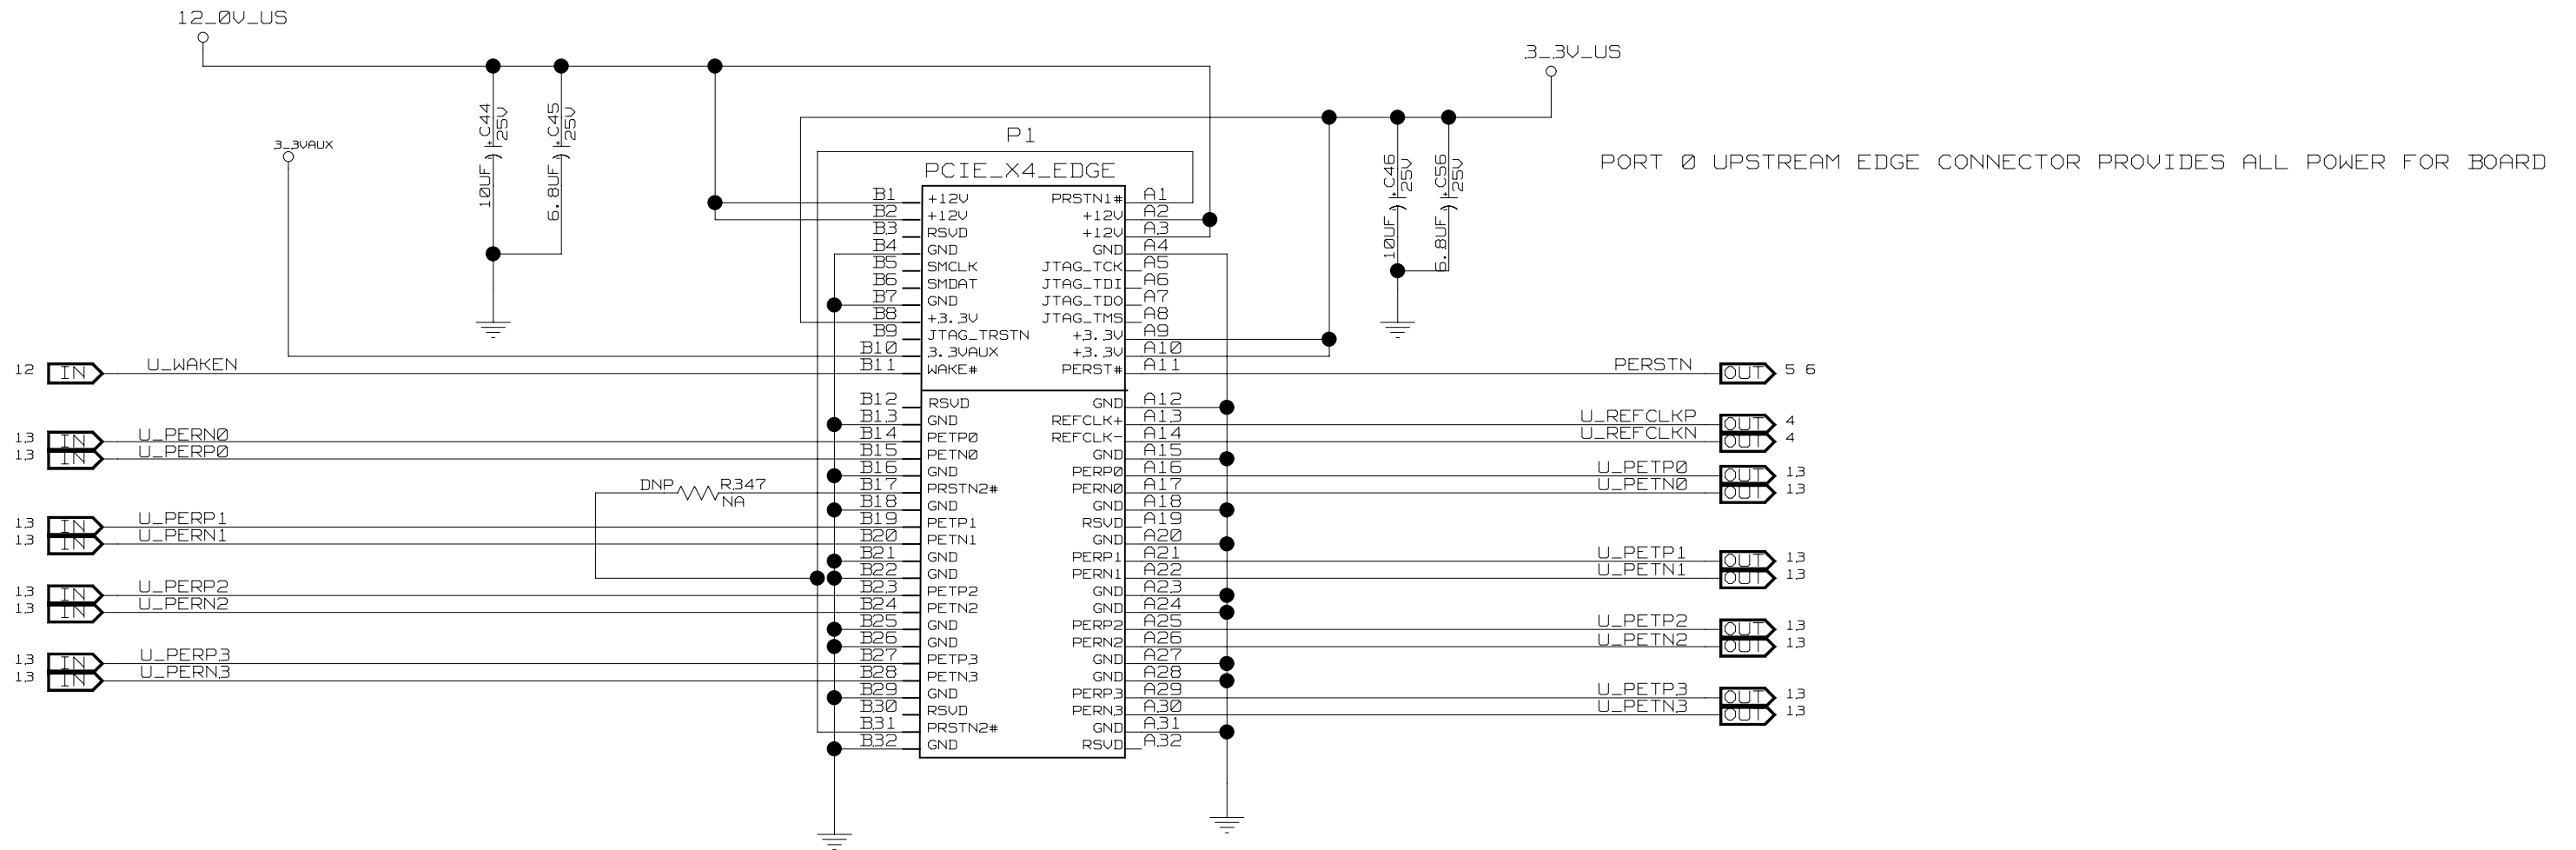 12_0V_US
3_3V_US
3_3VAUX
10UF + C44 25V
6.8UF + C45 25V
10UF + C46 25V
6.8UF + C56 25V
PORT 0 UPSTREAM EDGE CONNECTOR PROVIDES ALL POWER FOR BOARD
P1
PCIE_X4_EDGE
B1 +12V PRSTN1# A1
B2 +12V +12V A2
B3 RSVD +12V A3
B4 GND GND A4
B5 SMCLK JTAG_TCK A5
B6 SMDAT JTAG_TDI A6
B7 GND JTAG_TDO A7
B8 +3.3V JTAG_TMS A8
B9 JTAG_TRSTN +3.3V A9
B10 3.3VAUX +3.3V A10
12 IN U_WAKEN B11 WAKE# PERST# A11 PERSTN OUT 5 6
B12 RSVD GND A12
B13 GND REFCLK+ A13 U_REFCLKP OUT 4
13 IN U_PERN0 B14 PETP0 REFCLK- A14 U_REFCLKN OUT 4
13 IN U_PERP0 B15 PETN0 GND A15
B16 GND PERP0 A16 U_PETP0 OUT 13
DNP R347 NA B17 PRSTN2# PERN0 A17 U_PETN0 OUT 13
B18 GND GND A18
13 IN U_PERP1 B19 PETP1 RSVD A19
13 IN U_PERN1 B20 PETN1 GND A20
B21 GND PERP1 A21 U_PETP1 OUT 13
B22 GND PERN1 A22 U_PETN1 OUT 13
13 IN U_PERP2 B23 PETP2 GND A23
13 IN U_PERN2 B24 PETN2 GND A24
B25 GND PERP2 A25 U_PETP2 OUT 13
B26 GND PERN2 A26 U_PETN2 OUT 13
13 IN U_PERP3 B27 PETP3 GND A27
13 IN U_PERN3 B28 PETN3 GND A28
B29 GND PERP3 A29 U_PETP3 OUT 13
B30 RSVD PERN3 A30 U_PETN3 OUT 13
B31 PRSTN2# GND A31
B32 GND RSVD A32